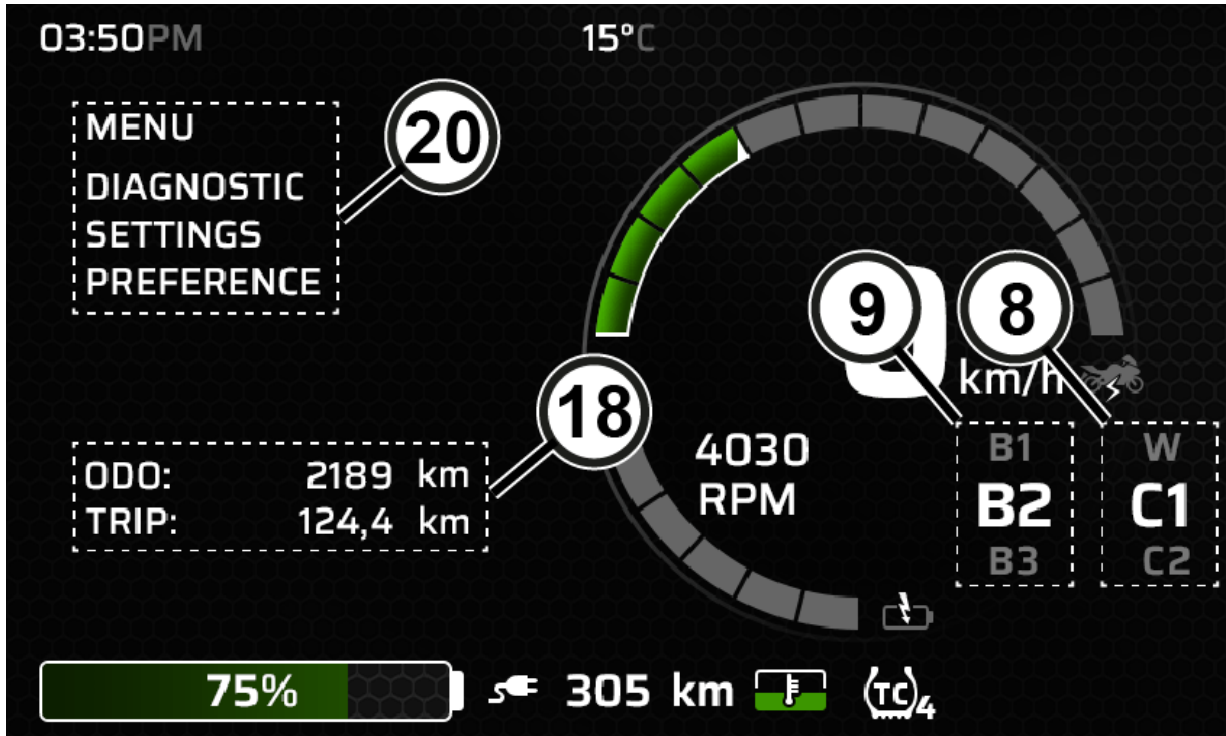 03:50PM
15°C
MENU
DIAGNOSTIC
SETTINGS
PREFERENCE
20
9
8
km/h
18
ODO: 2189 km
TRIP: 124,4 km
4030
RPM
B1
B2
B3
W
C1
C2
75%
305 km
TC 4